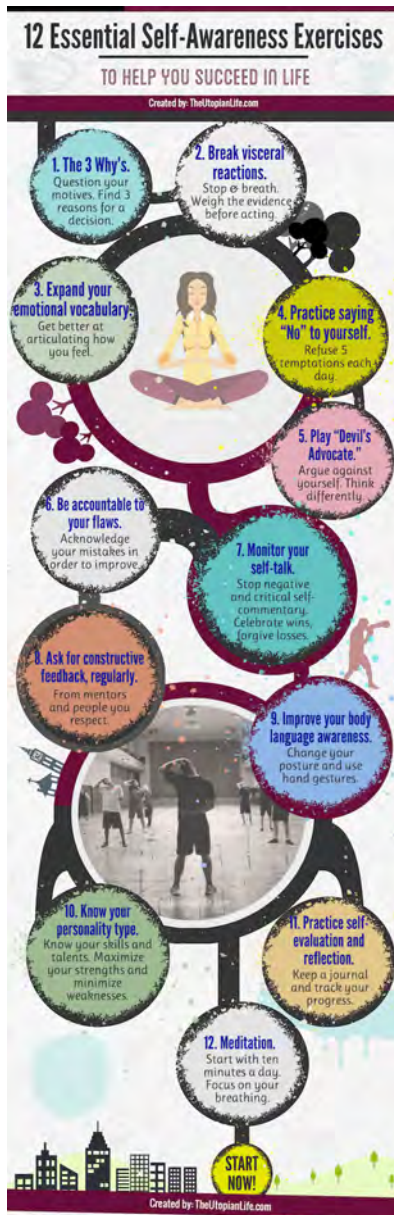 12 Essential Self-Awareness Exercises
TO HELP YOU SUCCEED IN LIFE
Created by: TheUtopianLife.com
1. The 3 Why's.
Question your
motives. Find 3
reasons for a
decision.
2. Break visceral
reactions.
Stop & breath.
Weigh the evidence
before acting.
3. Expand your
emotional vocabulary.
Get better at
articulating how
you feel.
4. Practice saying
"No" to yourself.
Refuse 5
temptations each
day.
5. Play "Devil's
Advocate."
Argue against
yourself. Think
differently.
6. Be accountable to
your flaws.
Acknowledge
your mistakes in
order to improve.
7. Monitor your
self-talk.
Stop negative
and critical self-
commentary.
Celebrate wins,
forgive losses.
8. Ask for constructive
feedback, regularly.
From mentors
and people you
respect.
9. Improve your body
language awareness.
Change your
posture and use
hand gestures.
10. Know your
personality type.
Know your skills and
talents. Maximize
your strengths and
minimize
weaknesses.
11. Practice self-
evaluation and
reflection.
Keep a journal
and track your
progress.
12. Meditation.
Start with ten
minutes a day.
Focus on your
breathing.
START
NOW!
Created by: TheUtopianLife.com